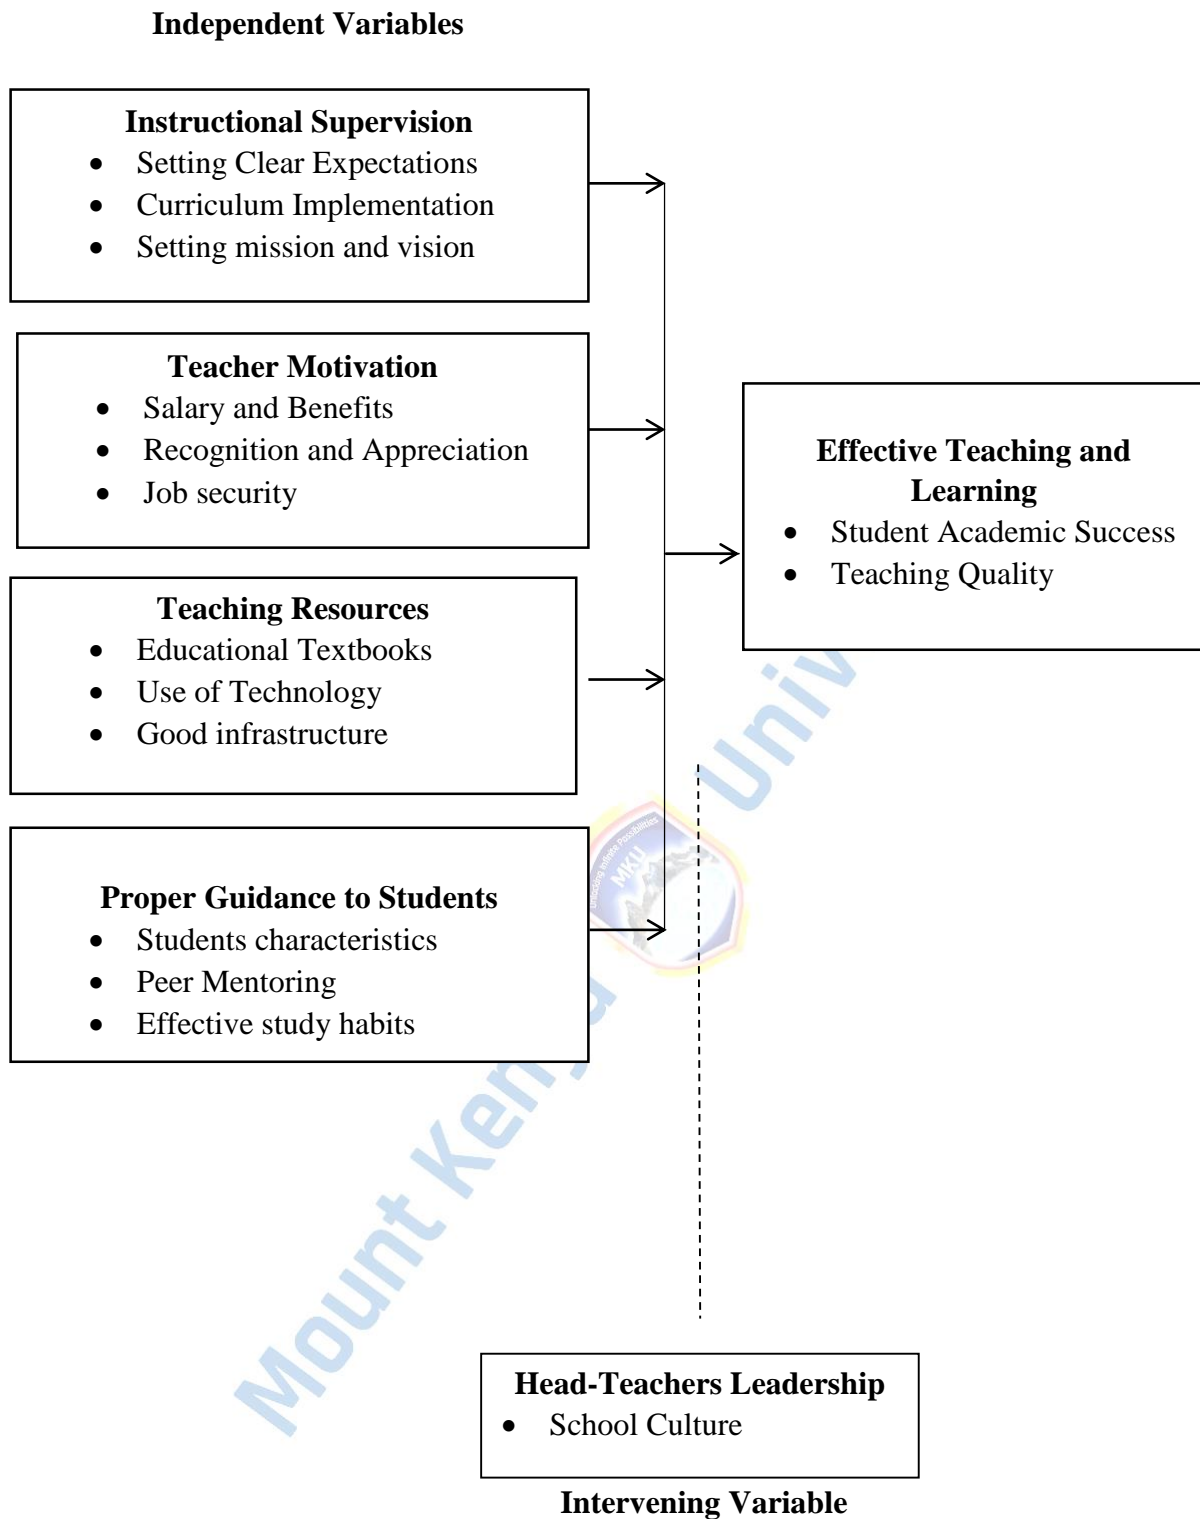 Independent Variables
Instructional Supervision
• Setting Clear Expectations
• Curriculum Implementation
• Setting mission and vision
Teacher Motivation
• Salary and Benefits
• Recognition and Appreciation
• Job security
Effective Teaching and
Learning
• Student Academic Success
• Teaching Quality
Teaching Resources
• Educational Textbooks
• Use of Technology
• Good infrastructure
Proper Guidance to Students
• Students characteristics
• Peer Mentoring
• Effective study habits
Head-Teachers Leadership
• School Culture
Intervening Variable
Mount Kenya Univ
Unlocking Infinite Possibilities
MKU